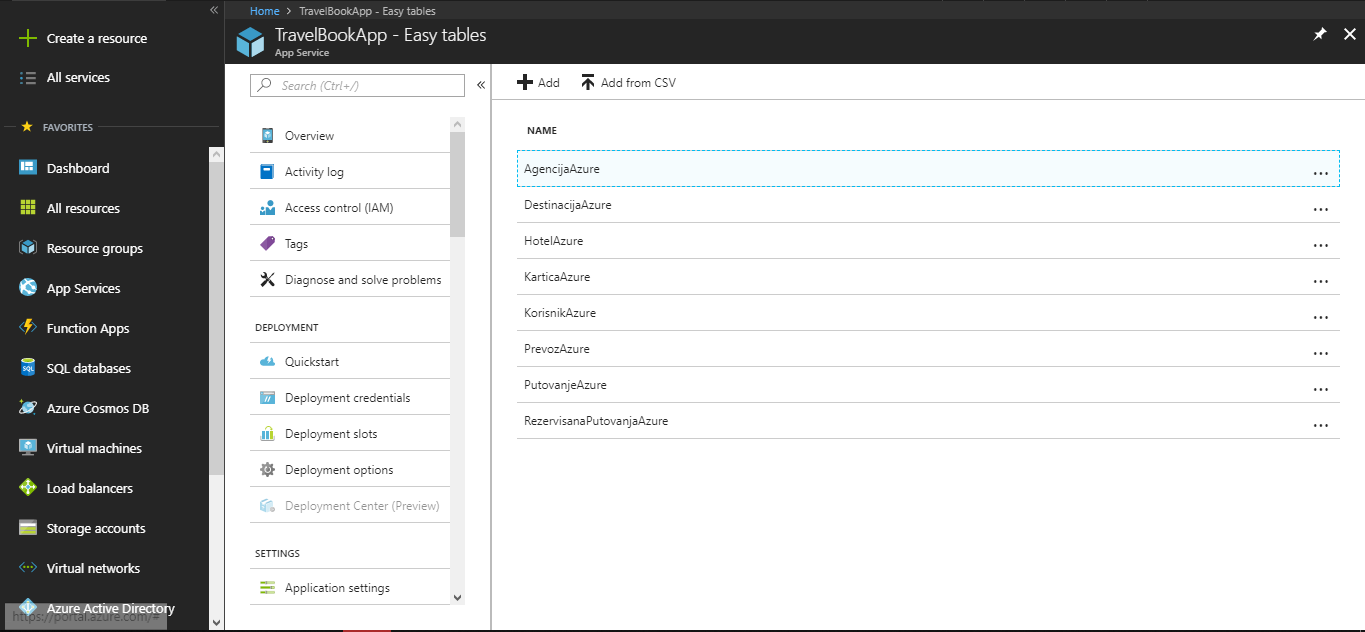 Home > TravelBookApp - Easy tables
TravelBookApp - Easy tables
App Service
Create a resource
All services
FAVORITES
Dashboard
All resources
Resource groups
App Services
Function Apps
SQL databases
Azure Cosmos DB
Virtual machines
Load balancers
Storage accounts
Virtual networks
Azure Active Directory
https://portal.azure.com/#
Search (Ctrl+/)
Overview
Activity log
Access control (IAM)
Tags
Diagnose and solve problems
DEPLOYMENT
Quickstart
Deployment credentials
Deployment slots
Deployment options
Deployment Center (Preview)
SETTINGS
Application settings
Add
Add from CSV
NAME
AgencijaAzure
DestinacijaAzure
HotelAzure
KarticaAzure
KorisnikAzure
PrevozAzure
PutovanjeAzure
RezervisanaPutovanjaAzure